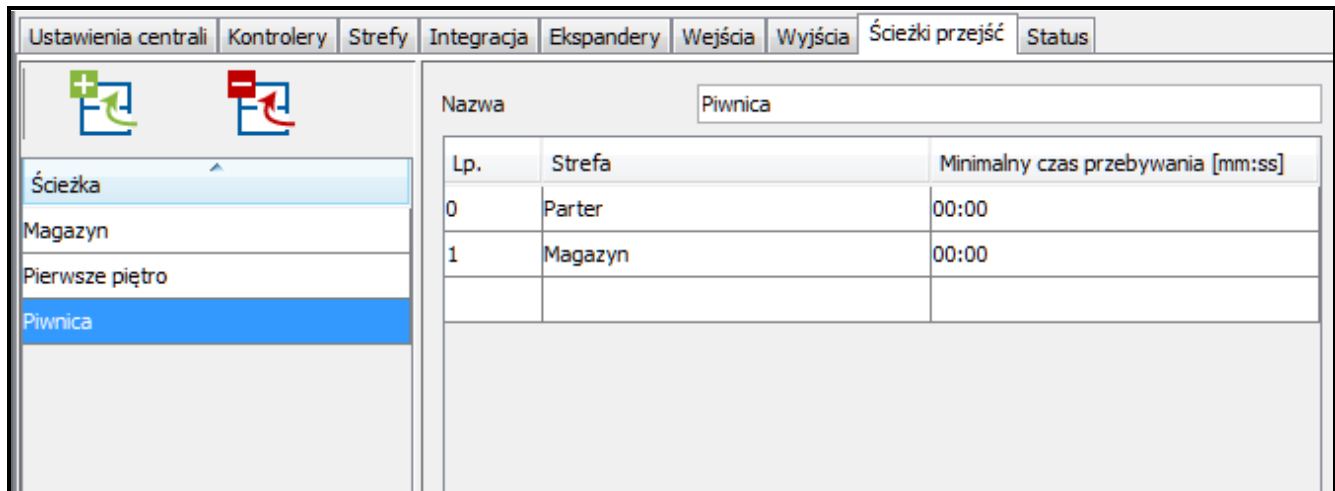 Ustawienia centrali Kontrolery Strefy Integracja Ekspandery Wejścia Wyjścia Ścieżki przejść Status
Nazwa Piwnica
Ścieżka
Magazyn
Pierwsze piętro
Piwnica
Lp. Strefa Minimalny czas przebywania [mm:ss]
0 Parter 00:00
1 Magazyn 00:00